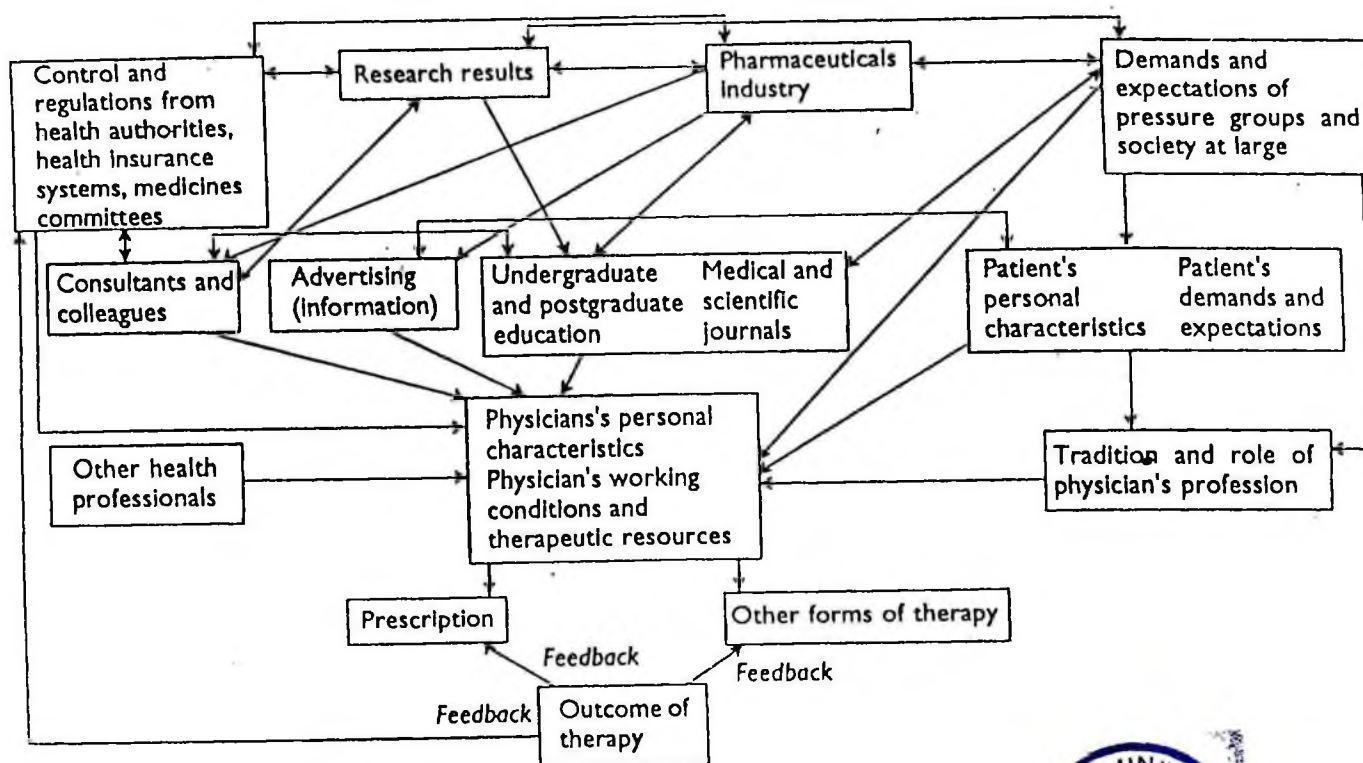 Control and
regulations from
health authorities,
health insurance
systems, medicines
committees
Research results
Pharmaceuticals
industry
Demands and
expectations of
pressure groups and
society at large
Consultants and
colleagues
Advertising
(information)
Undergraduate
and postgraduate
education
Medical and
scientific
journals
Patient's
personal
characteristics
Patient's
demands and
expectations
Physicians's personal
characteristics
Physician's working
conditions and
therapeutic resources
Other health
professionals
Tradition and role of
physician's profession
Prescription
Other forms of therapy
Feedback
Feedback
Feedback
Outcome of
therapy